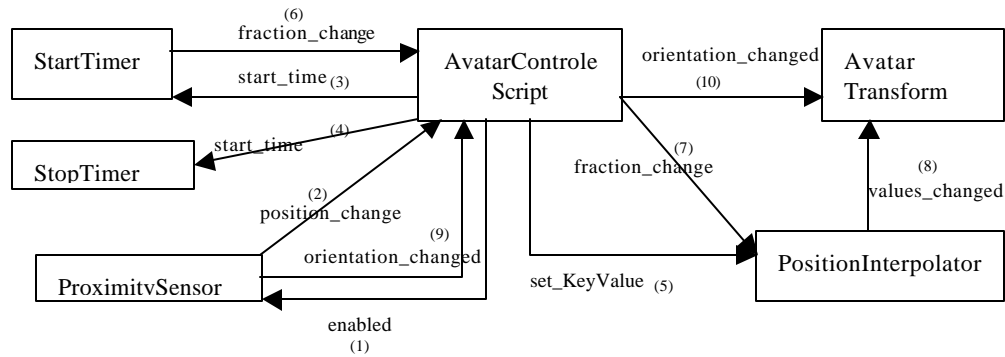 (6)
fraction_change
StartTimer
start_time (3)
AvatarControle
Script
orientation_changed
(10)
Avatar
Transform
StopTimer
start_time
(4)
(7)
fraction_change
(8)
values_changed
(2)
position_change
(9)
orientation_changed
ProximitySensor
set_KeyValue (5)
PositionInterpolator
enabled
(1)